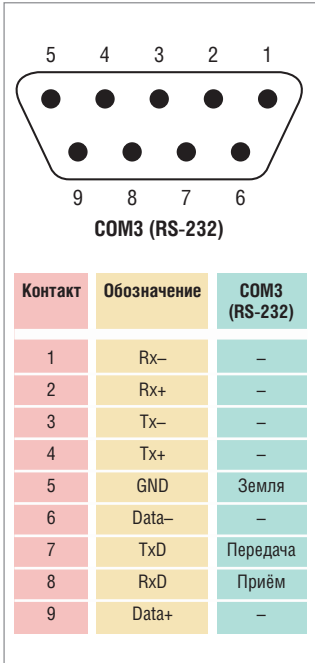 5 4 3 2 1
9 8 7 6
COM3 (RS-232)
Контакт Обозначение COM3 (RS-232)
1 Rx– –
2 Rx+ –
3 Tx– –
4 Tx+ –
5 GND Земля
6 Data– –
7 TxD Передача
8 RxD Приём
9 Data+ –